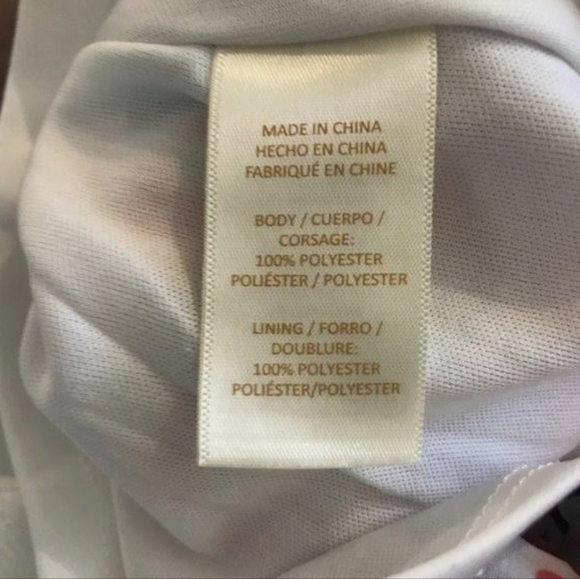 MADE IN CHINA
HECHO EN CHINA
FABRIQUÉ EN CHINE
BODY / CUERPO /
CORSAGE:
100% POLYESTER
POLIÉSTER / POLYESTER
LINING / FORRO /
DOUBLURE:
100% POLYESTER
POLIÉSTER/POLYESTER